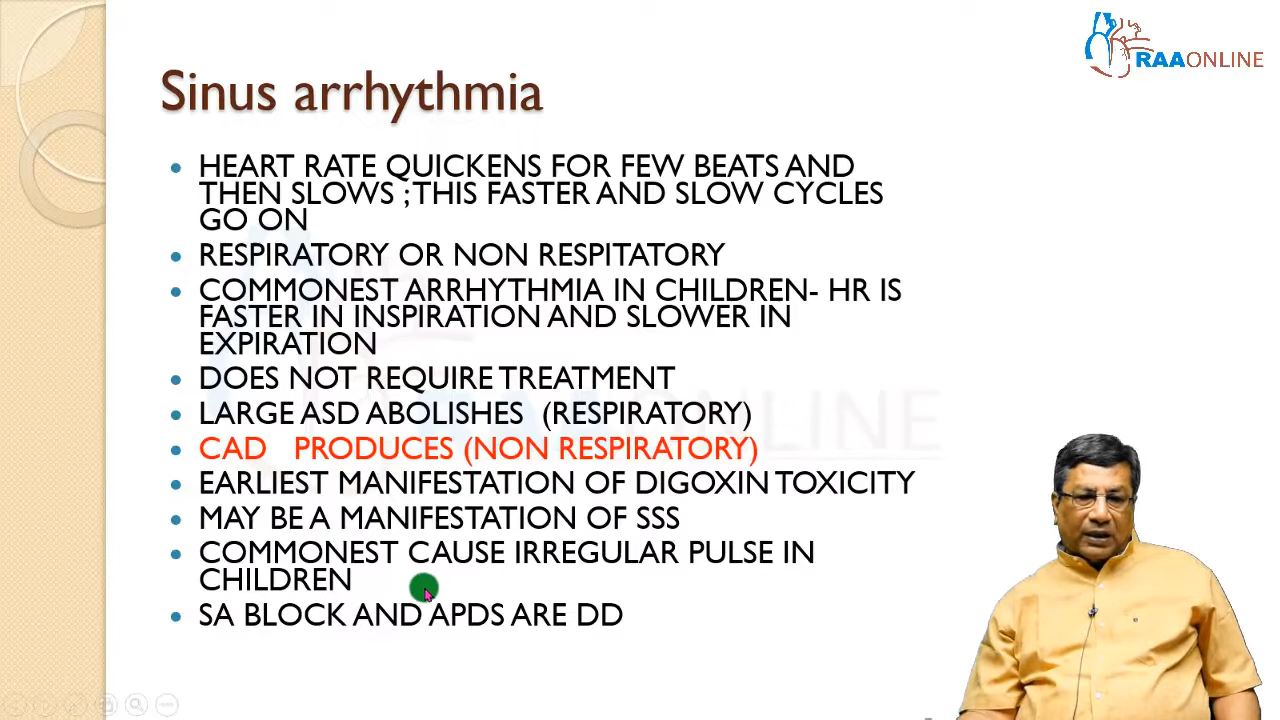 RAAONLINE
Sinus arrhythmia
HEART RATE QUICKENS FOR FEW BEATS AND
THEN SLOWS ; THIS FASTER AND SLOW CYCLES
GO ON
RESPIRATORY OR NON RESPITATORY
COMMONEST ARRHYTHMIA IN CHILDREN- HR IS
FASTER IN INSPIRATION AND SLOWER IN
EXPIRATION
DOES NOT REQUIRE TREATMENT
LARGE ASD ABOLISHES (RESPIRATORY)
CAD PRODUCES (NON RESPIRATORY)
EARLIEST MANIFESTATION OF DIGOXIN TOXICITY
MAY BE A MANIFESTATION OF SSS
COMMONEST CAUSE IRREGULAR PULSE IN
CHILDREN
SA BLOCK AND APDS ARE DD